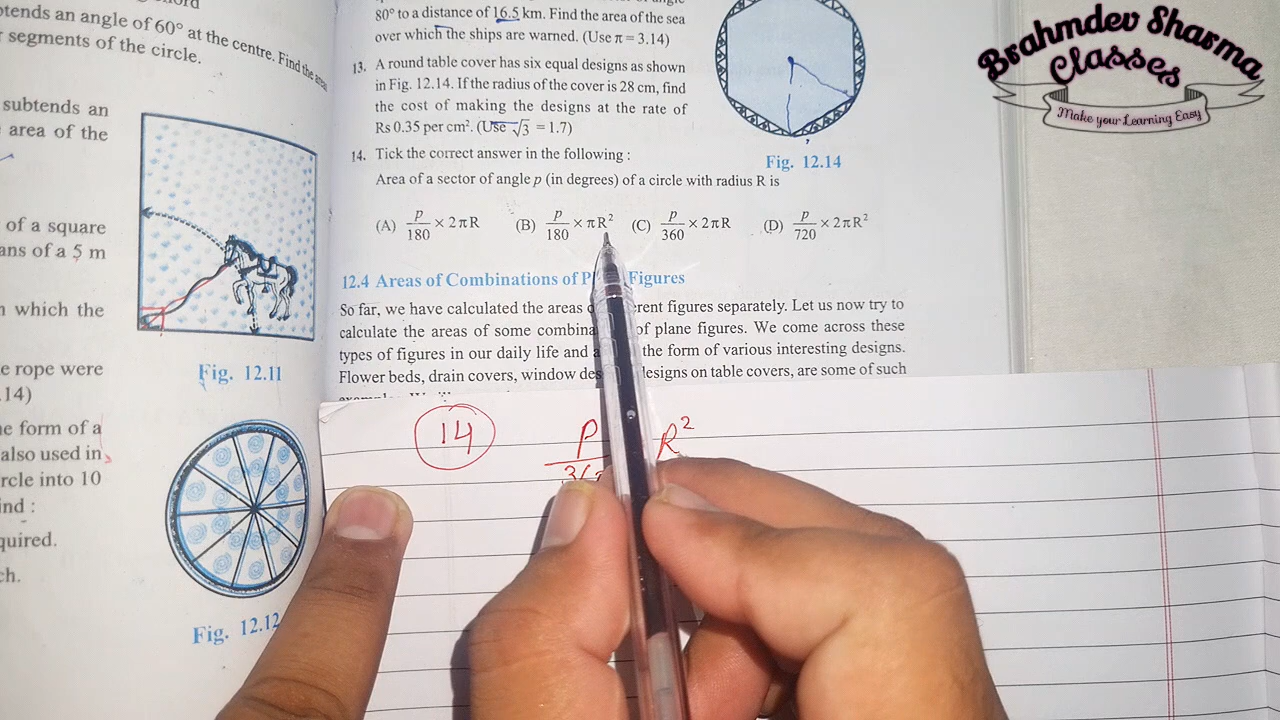 tends an angle of 60° at the centre. Find the
segments of the circle.
subtends an
area of the
of a square
ans of a 5 m
which the
e rope were
.14)
e form of a
also used in
rcle into 10
ind :
quired.
ch.
Fig. 12.11
Fig. 12.12
80° to a distance of 16.5 km. Find the area of the sea
over which the ships are warned. (Use π = 3.14)
13. A round table cover has six equal designs as shown
in Fig. 12.14. If the radius of the cover is 28 cm, find
the cost of making the designs at the rate of
Rs 0.35 per cm². (Use √3 = 1.7)
14. Tick the correct answer in the following :
Area of a sector of angle p (in degrees) of a circle with radius R is
(A) p/180 × 2πR (B) p/180 × πR² (C) p/360 × 2πR (D) p/720 × 2πR²
Fig. 12.14
12.4 Areas of Combinations of Figures
So far, we have calculated the areas rent figures separately. Let us now try to
calculate the areas of some combina of plane figures. We come across these
types of figures in our daily life and the form of various interesting designs.
Flower beds, drain covers, window des designs on table covers, are some of such
14 P R²
Brahmdev Sharma
Classes
Make your Learning Easy